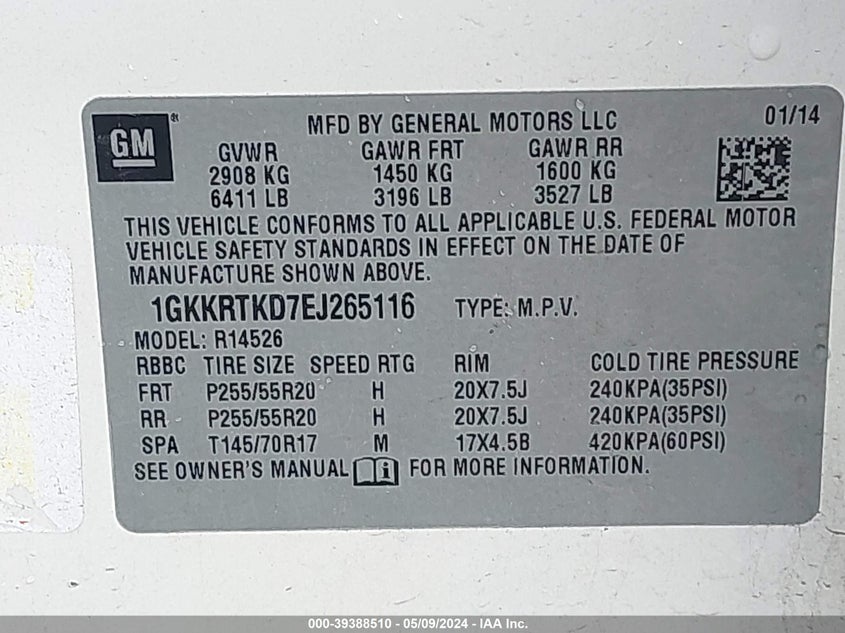 GM ®
MFD BY GENERAL MOTORS LLC 01/14
GVWR GAWR FRT GAWR RR
2908 KG 1450 KG 1600 KG
6411 LB 3196 LB 3527 LB
THIS VEHICLE CONFORMS TO ALL APPLICABLE U.S. FEDERAL MOTOR
VEHICLE SAFETY STANDARDS IN EFFECT ON THE DATE OF
MANUFACTURE SHOWN ABOVE.
1GKKRTKD7EJ265116 TYPE: M.P.V.
MODEL: R14526
RBBC TIRE SIZE SPEED RTG RIM COLD TIRE PRESSURE
FRT P255/55R20 H 20X7.5J 240KPA(35PSI)
RR P255/55R20 H 20X7.5J 240KPA(35PSI)
SPA T145/70R17 M 17X4.5B 420KPA(60PSI)
SEE OWNER'S MANUAL i FOR MORE INFORMATION.
000-39388510 - 05/09/2024 - IAA Inc.